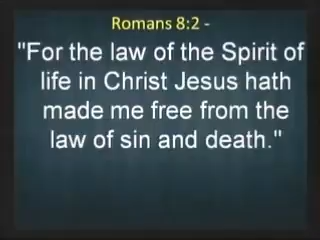 Romans 8:2 -
"For the law of the Spirit of
life in Christ Jesus hath
made me free from the
law of sin and death."